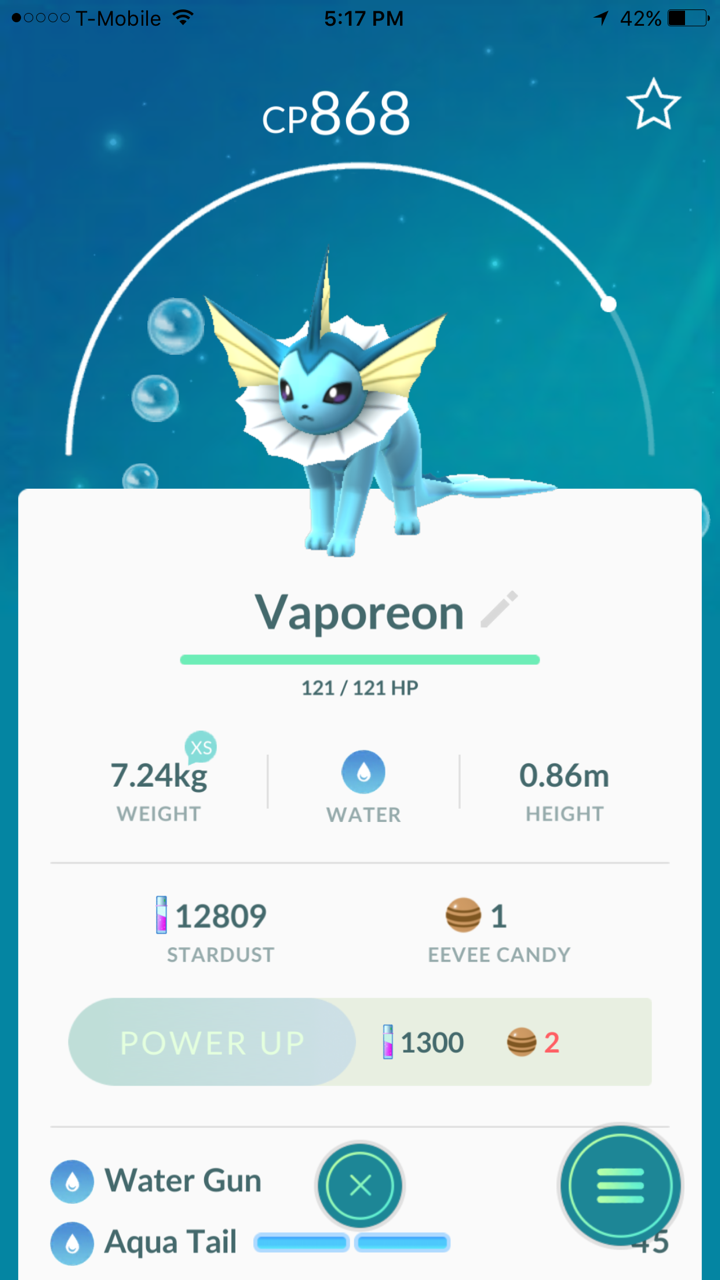 T-Mobile 5:17 PM 42%
CP868
Vaporeon
121 / 121 HP
XS
7.24kg 0.86m
WEIGHT WATER HEIGHT
12809 1
STARDUST EEVEE CANDY
POWER UP 1300 2
Water Gun
Aqua Tail 45